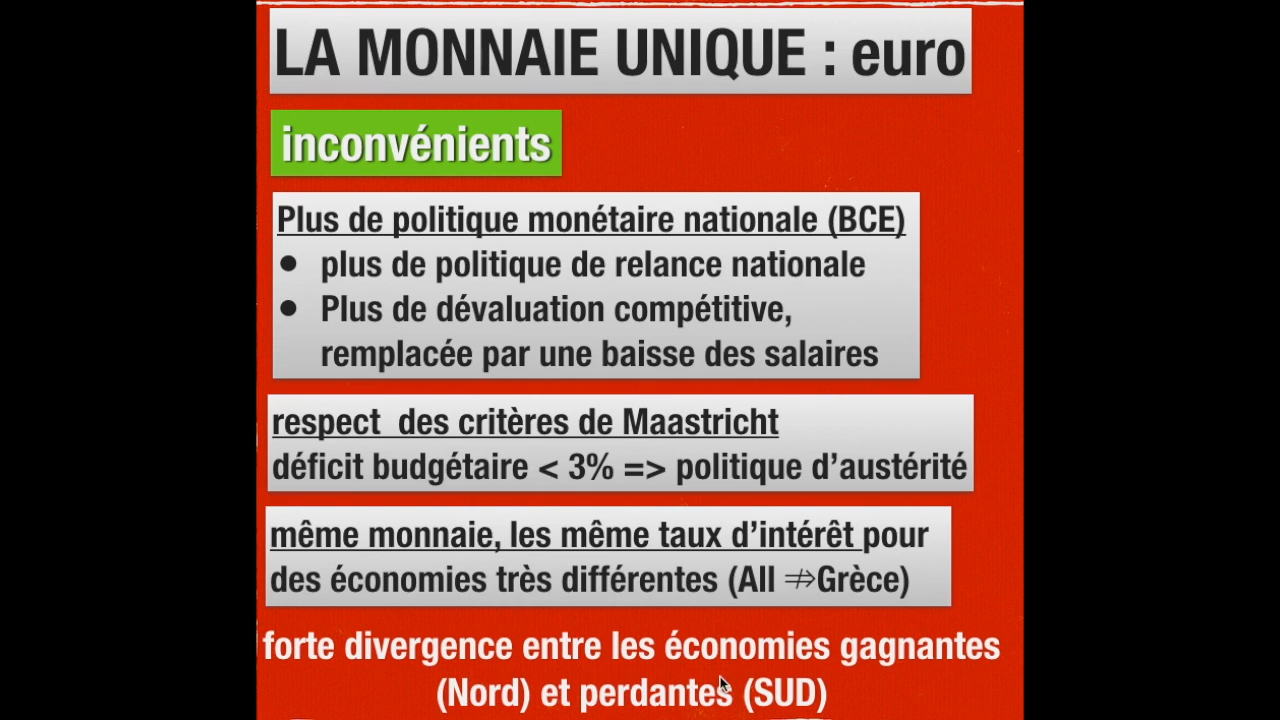 LA MONNAIE UNIQUE : euro
inconvénients
Plus de politique monétaire nationale (BCE)
• plus de politique de relance nationale
• Plus de dévaluation compétitive,
remplacée par une baisse des salaires
respect des critères de Maastricht
déficit budgétaire < 3% => politique d’austérité
même monnaie, les même taux d’intérêt pour
des économies très différentes (All ⇏Grèce)
forte divergence entre les économies gagnantes
(Nord) et perdantes (SUD)